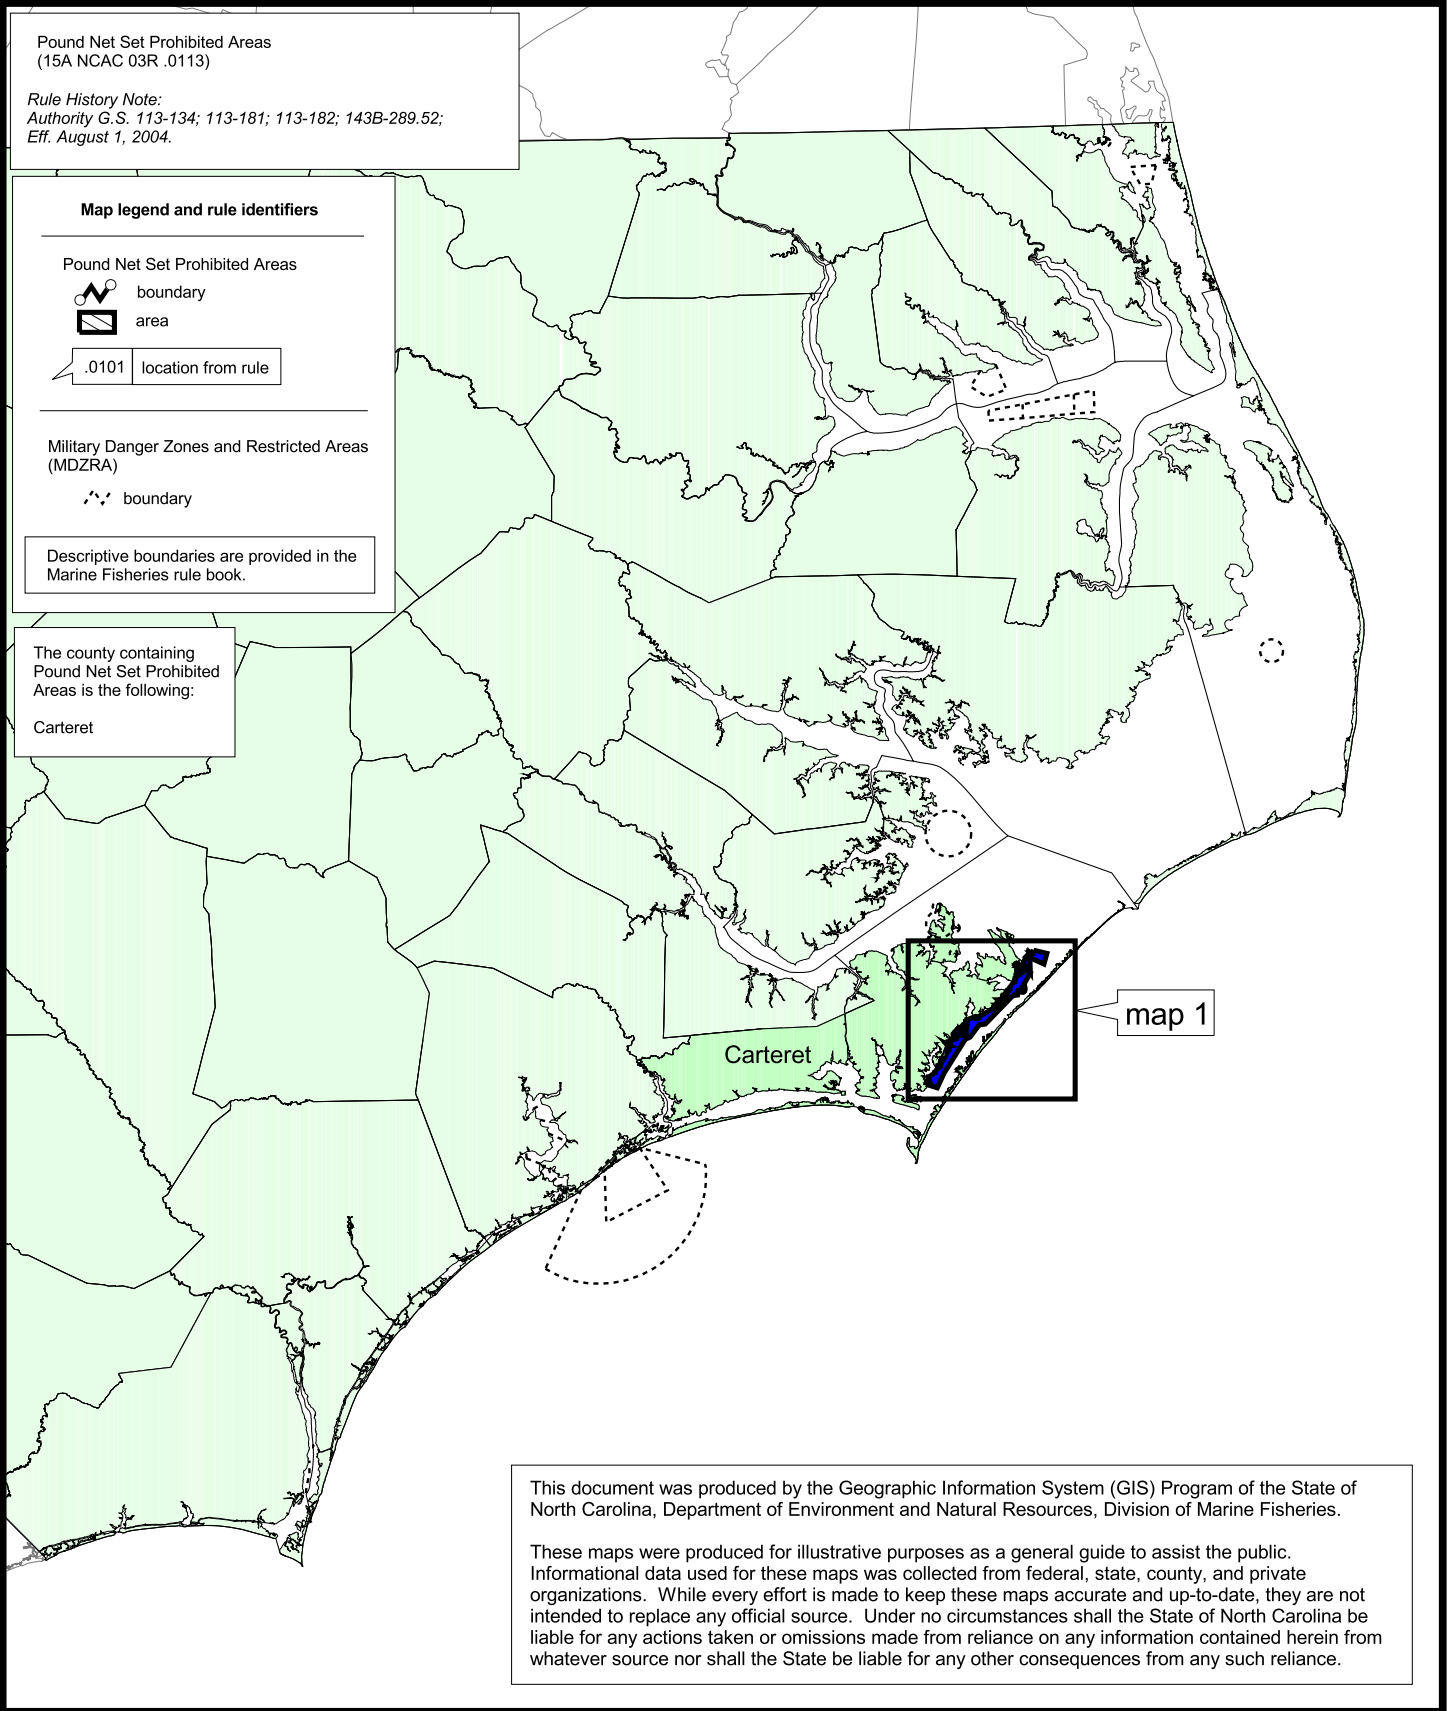 Pound Net Set Prohibited Areas
(15A NCAC 03R .0113)
Rule History Note:
Authority G.S. 113-134; 113-181; 113-182; 143B-289.52;
Eff. August 1, 2004.
Map legend and rule identifiers
Pound Net Set Prohibited Areas
boundary
area
.0101 location from rule
Military Danger Zones and Restricted Areas
(MDZRA)
boundary
Descriptive boundaries are provided in the
Marine Fisheries rule book.
The county containing
Pound Net Set Prohibited
Areas is the following:
Carteret
map 1
Carteret
This document was produced by the Geographic Information System (GIS) Program of the State of
North Carolina, Department of Environment and Natural Resources, Division of Marine Fisheries.
These maps were produced for illustrative purposes as a general guide to assist the public.
Informational data used for these maps was collected from federal, state, county, and private
organizations.  While every effort is made to keep these maps accurate and up-to-date, they are not
intended to replace any official source.  Under no circumstances shall the State of North Carolina be
liable for any actions taken or omissions made from reliance on any information contained herein from
whatever source nor shall the State be liable for any other consequences from any such reliance.